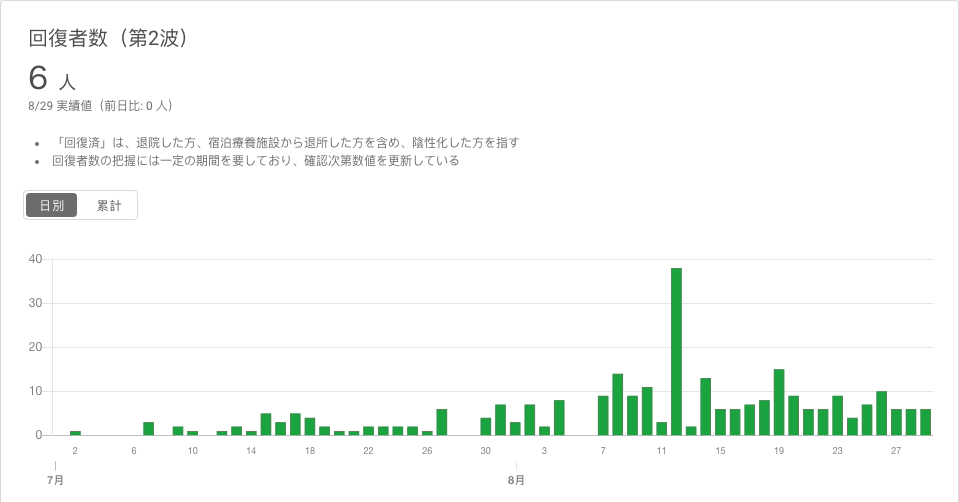 回復者数（第2波）
6 人
8/29 実績値（前日比: 0 人）
• 「回復済」は、退院した方、宿泊療養施設から退所した方を含め、陰性化した方を指す
• 回復者数の把握には一定の期間を要しており、確認次第数値を更新している
日別 累計
40
30
20
10
0
2 6 10 14 18 22 26 30 3 7 11 15 19 23 27
7月 8月